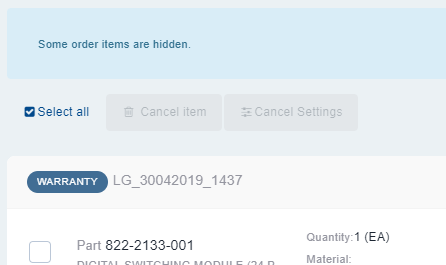 Some order items are hidden.
Select all Cancel item Cancel Settings
WARRANTY LG_30042019_1437
Part 822-2133-001 Quantity:1 (EA)
DIGITAL SWITCHING MODULE (24 P
Material: